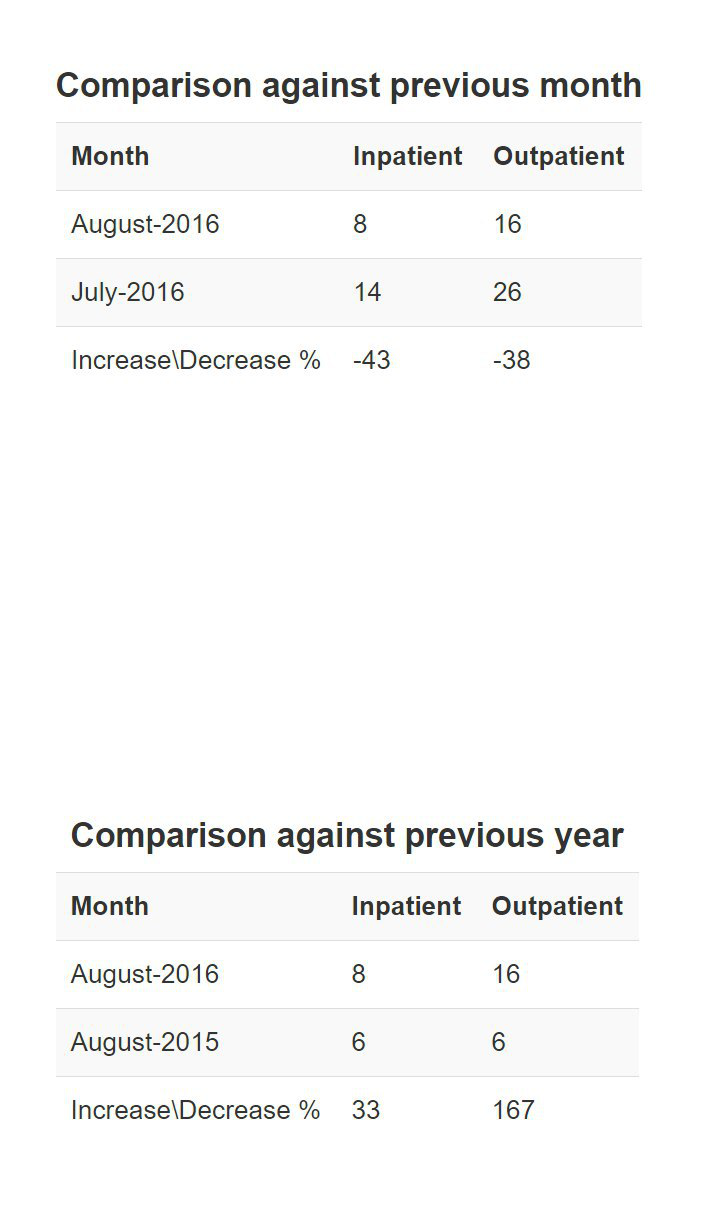 Comparison against previous month
Month Inpatient Outpatient
August-2016 8 16
July-2016 14 26
Increase\Decrease % -43 -38
Comparison against previous year
Month Inpatient Outpatient
August-2016 8 16
August-2015 6 6
Increase\Decrease % 33 167